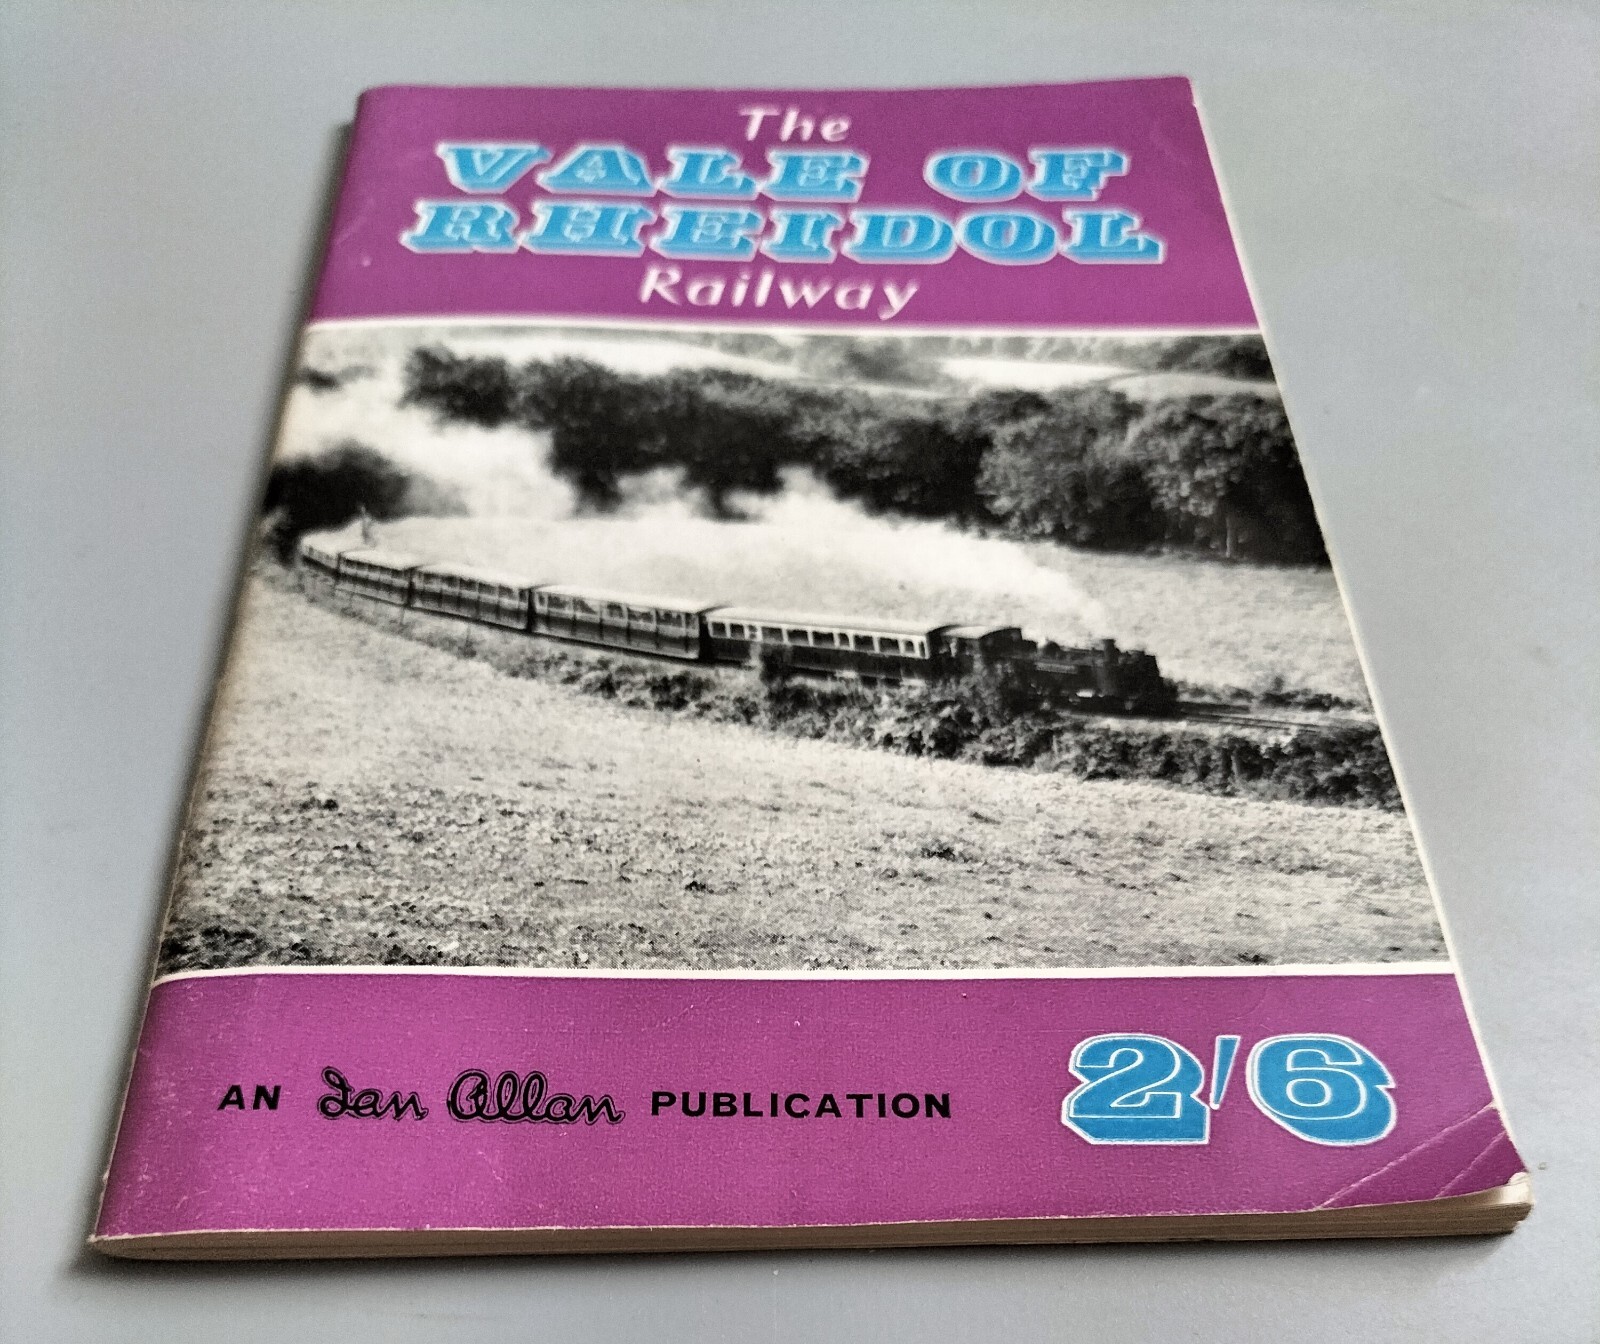 The
VALE OF
RHEIDOL
Railway
AN Ian Allan PUBLICATION 2'6